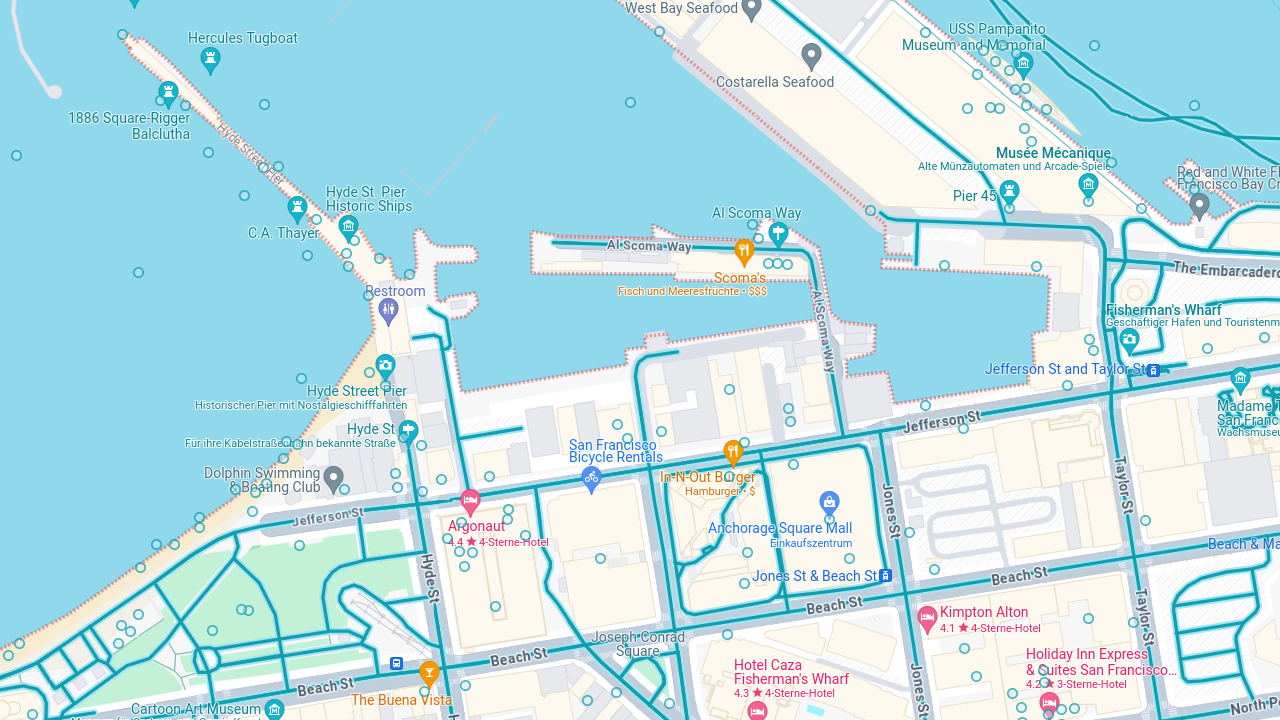 West Bay Seafood
USS Pampanito
Museum and Memorial
Hercules Tugboat
Costarella Seafood
1886 Square-Rigger
Balclutha
Hyde Street Pier
Musée Mécanique
Alte Münzautomaten und Arcade-Spiele
Red and White Fl
Francisco Bay Cr
Pier 45
Hyde St. Pier
Historic Ships
C.A. Thayer
Al Scoma Way
Al Scoma Way
Scoma's
Fisch und Meeresfrüchte • $$$
The Embarcadero
Restroom
Al Scoma Way
Fisherman's Wharf
Geschäftiger Hafen und Touristenm
Jefferson St and Taylor St
Hyde Street Pier
Historischer Pier mit Nostalgieschifffahrten
Madame T
San Franc
Wachsmuseu
Jefferson St
Hyde St
Für ihre Kabelstraßenbahn bekannte Straße
San Francisco
Bicycle Rentals
Dolphin Swimming
& Boating Club
In-N-Out Burger
Hamburger • $
Taylor St
Jefferson St
Argonaut
4.4 ★ 4-Sterne-Hotel
Jones St
Anchorage Square Mall
Einkaufszentrum
Beach & Ma
Hyde St
Jones St & Beach St
Beach St
Beach St
Kimpton Alton
4.1 ★ 4-Sterne-Hotel
Taylor St
Joseph Conrad
Square
Beach St
Holiday Inn Express
& Suites San Francisco...
4.2 ★ 3-Sterne-Hotel
Hotel Caza
Fisherman's Wharf
4.3 ★ 4-Sterne-Hotel
Jones St
Beach St
The Buena Vista
Cartoon Art Museum
North P